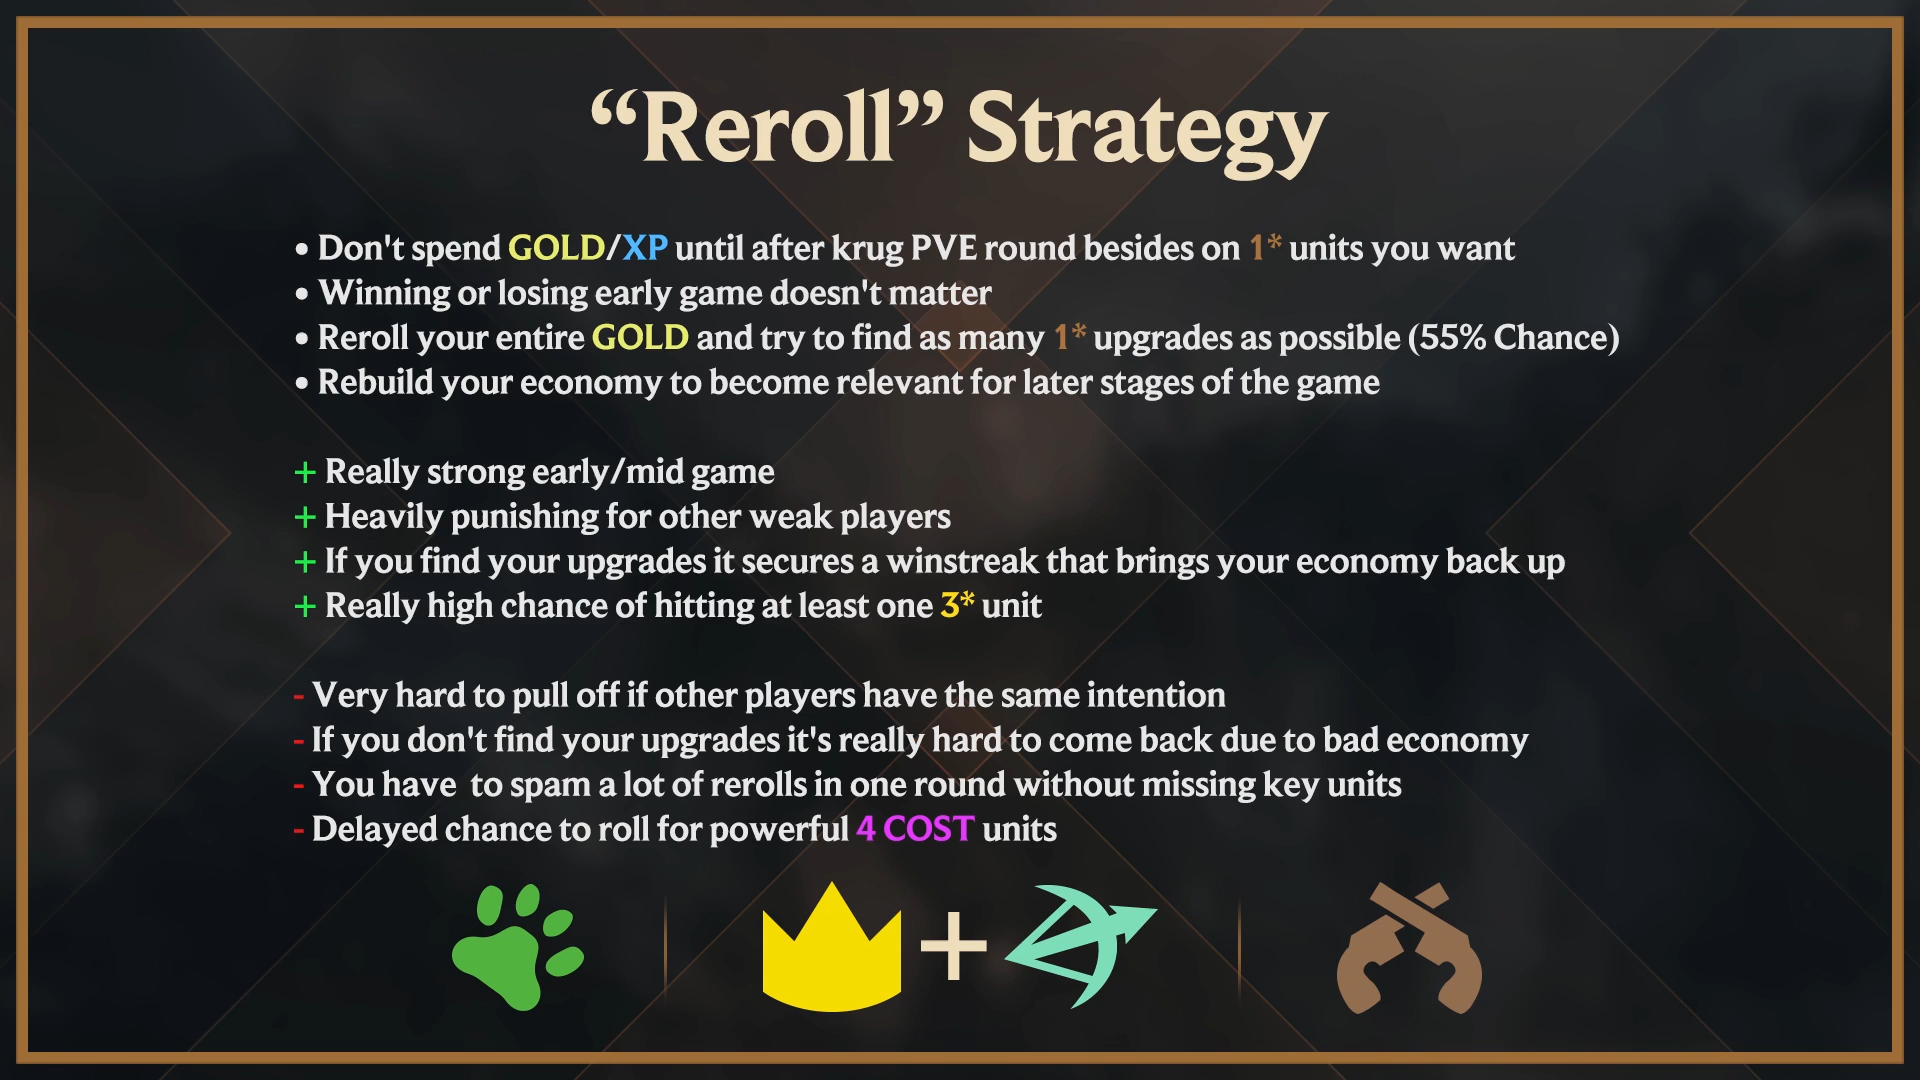 “Reroll” Strategy
• Don't spend GOLD/XP until after krug PVE round besides on 1* units you want
• Winning or losing early game doesn't matter
• Reroll your entire GOLD and try to find as many 1* upgrades as possible (55% Chance)
• Rebuild your economy to become relevant for later stages of the game
+ Really strong early/mid game
+ Heavily punishing for other weak players
+ If you find your upgrades it secures a winstreak that brings your economy back up
+ Really high chance of hitting at least one 3* unit
- Very hard to pull off if other players have the same intention
- If you don't find your upgrades it's really hard to come back due to bad economy
- You have  to spam a lot of rerolls in one round without missing key units
- Delayed chance to roll for powerful 4 COST units
+